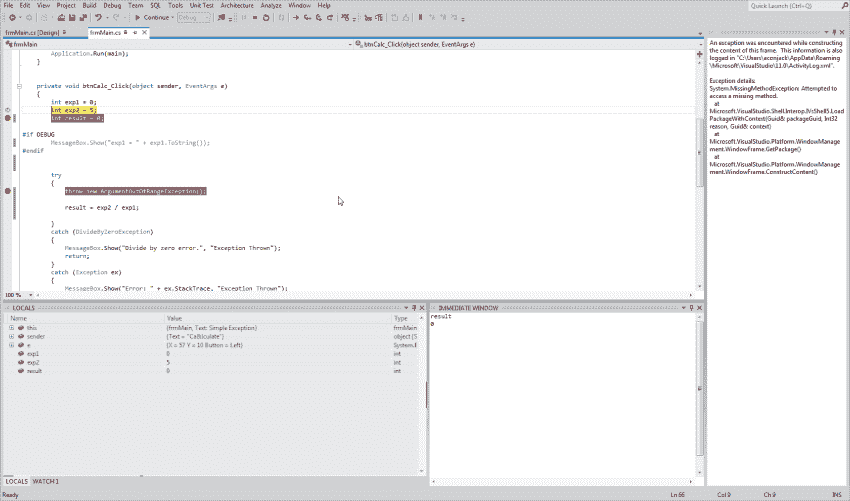 File Edit View Project Build Debug Team SQL Tools Unit Test Architecture Analyze Window Help
Quick Launch (Ctrl+Q)
Continue Debug
frmMain.cs [Design] frmMain.cs
frmMain btnCalc_Click(object sender, EventArgs e)
Application.Run(main);
}
private void btnCalc_Click(object sender, EventArgs e)
{
int exp1 = 0;
int exp2 = 5;
int result = 0;
#if DEBUG
MessageBox.Show("exp1 = " + exp1.ToString());
#endif
try
{
throw new ArgumentOutOfRangeException();
result = exp2 / exp1;
}
catch (DivideByZeroException)
{
MessageBox.Show("Divide by zero error.", "Exception Thrown");
return;
}
catch (Exception ex)
{
MessageBox.Show("Error: " + ex.StackTrace, "Exception Thrown");
100 %
An exception was encountered while constructing
the content of this frame. This information is also
logged in "C:\Users\aconjack\AppData\Roaming
\Microsoft\VisualStudio\11.0\ActivityLog.xml".
Exception details:
System.MissingMethodException: Attempted to
access a missing method.
at
Microsoft.VisualStudio.Shell.Interop.IVsShell5.Load
PackageWithContext(Guid& packageGuid, Int32
reason, Guid& context)
at
Microsoft.VisualStudio.Platform.WindowManage
ment.WindowFrame.GetPackage()
at
Microsoft.VisualStudio.Platform.WindowManage
ment.WindowFrame.ConstructContent()
LOCALS
Name Value Type
this {frmMain, Text: Simple Exception} frmMain
sender object {S
e {X = 57 Y = 10 Button = Left} System.E
exp1 0 int
exp2 5 int
result 0 int
LOCALS WATCH 1
IMMEDIATE WINDOW
result
0
Ready Ln 66 Col 9 Ch 9 INS